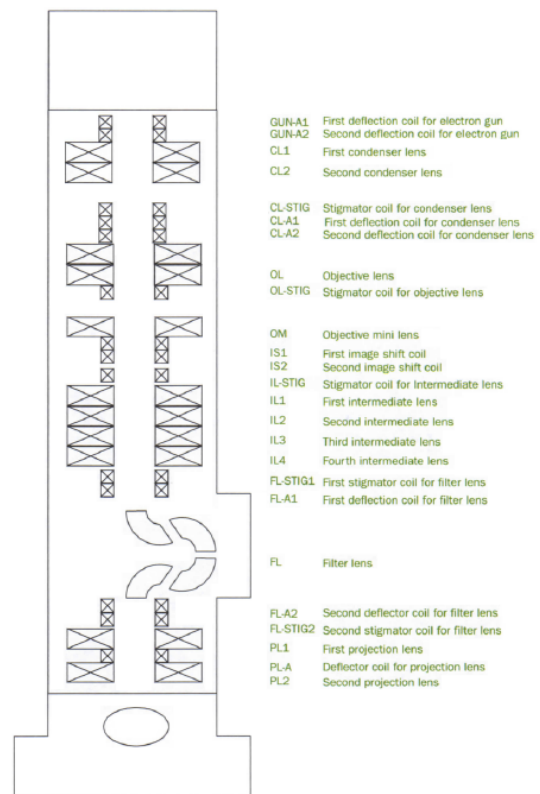 GUN-A1 First deflection coil for electron gun
GUN-A2 Second deflection coil for electron gun
CL1 First condenser lens
CL2 Second condenser lens
CL-STIG Stigmator coil for condenser lens
CL-A1 First deflection coil for condenser lens
CL-A2 Second deflection coil for condenser lens
OL Objective lens
OL-STIG Stigmator coil for objective lens
OM Objective mini lens
IS1 First image shift coil
IS2 Second image shift coil
IL-STIG Stigmator coil for Intermediate lens
IL1 First intermediate lens
IL2 Second intermediate lens
IL3 Third intermediate lens
IL4 Fourth intermediate lens
FL-STIG1 First stigmator coil for filter lens
FL-A1 First deflection coil for filter lens
FL Filter lens
FL-A2 Second deflector coil for filter lens
FL-STIG2 Second stigmator coil for filter lens
PL1 First projection lens
PL-A Deflector coil for projection lens
PL2 Second projection lens